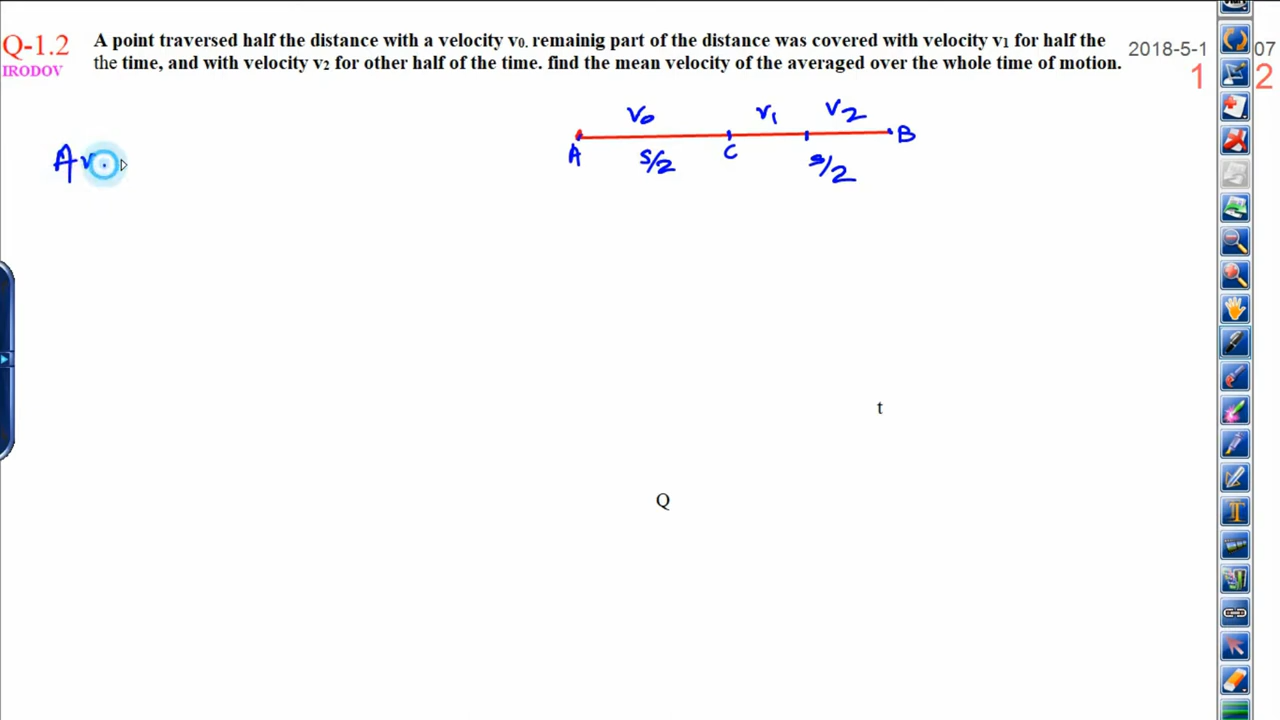 Q-1.2
IRODOV
A point traversed half the distance with a velocity v0. remainig part of the distance was covered with velocity v1 for half the
the time, and with velocity v2 for other half of the time. find the mean velocity of the averaged over the whole time of motion.
2018-5-1
07
1
2
v0 v1 v2
A C B
s/2 s/2
Av
t
Q
T